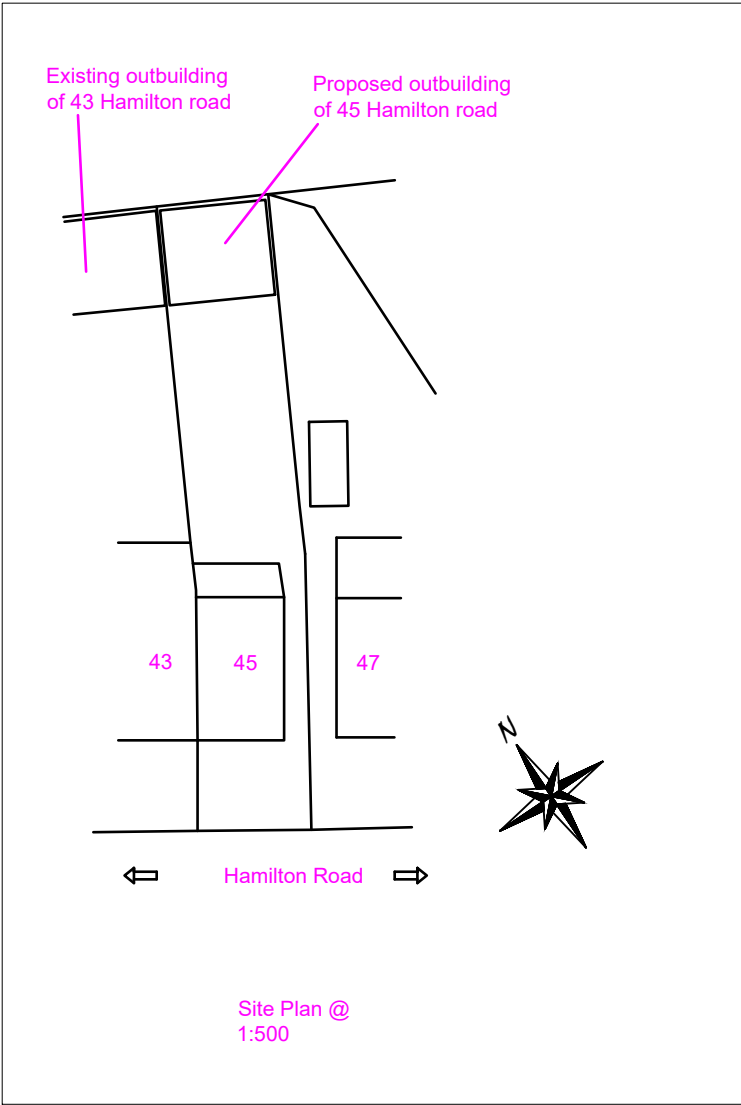 Existing outbuilding
of 43 Hamilton road
Proposed outbuilding
of 45 Hamilton road
43
45
47
N
Hamilton Road
Site Plan @
1:500